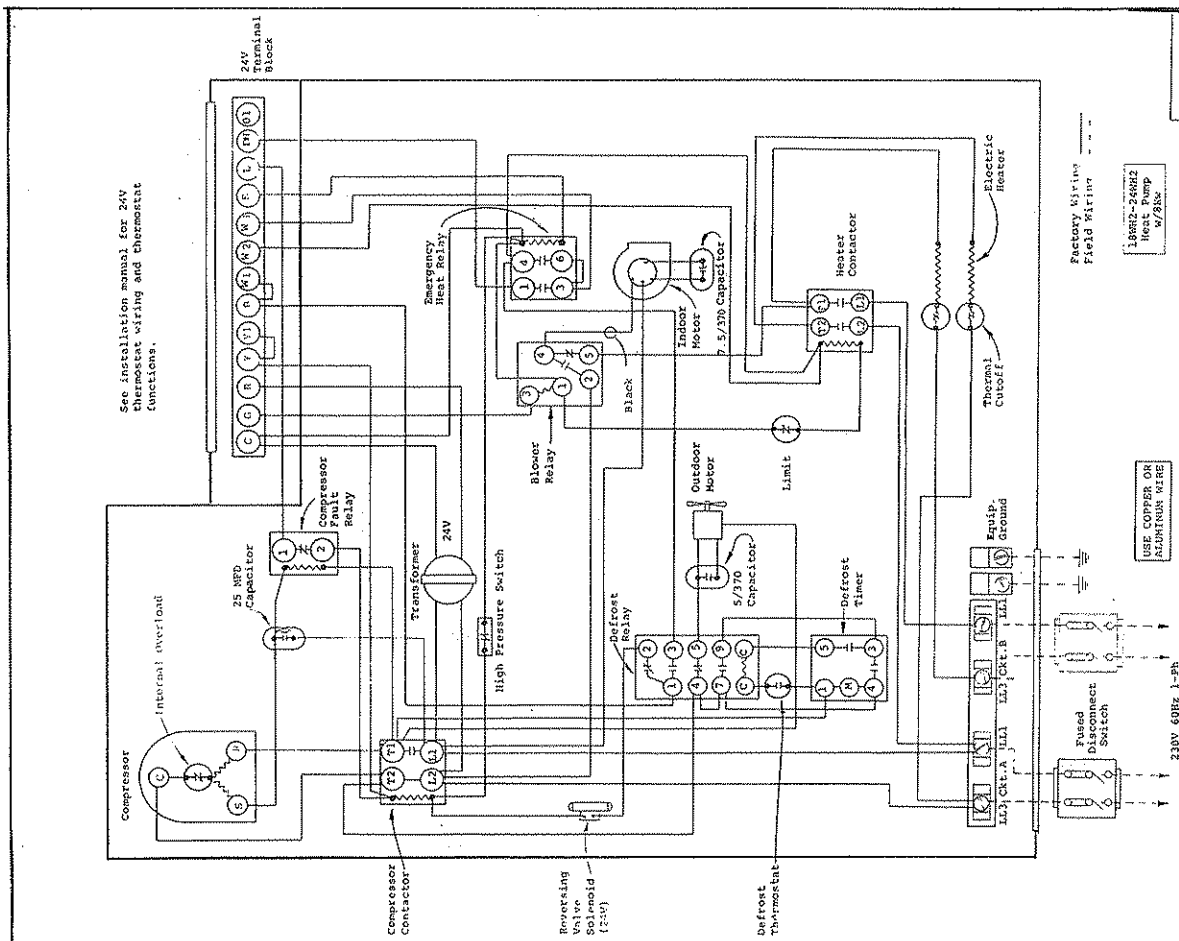 See installation manual for 24V
thermostat wiring and thermostat
functions.
24V
Terminal
Block
C
G
R
Y
Y1
W1
W2
W3
E
L
O1
Compressor
Internal Overload
C
S
R
25 MFD
Capacitor
Compressor
Fault
Relay
1
2
Transformer
24V
High Pressure Switch
Emergency
Heat Relay
1
4
3
6
Blower
Relay
3
4
1
5
2
Black
Indoor
Motor
7.5/370 Capacitor
Compressor
Contactor
T2
T1
L2
L1
Reversing
Valve
Solenoid
(24V)
Defrost
Relay
2
1
3
4
5
7
9
C
C
Outdoor
Motor
5/370
Capacitor
Defrost
Thermostat
Defrost
Timer
1
5
M
4
3
Limit
Heater
Contactor
T2
T1
L2
L1
Thermal
Cutoff
Electric
Heater
LL3 Ckt.A LL1
LL3 Ckt.B LL1
Equip-
Ground
Fused
Disconnect
Switch
230V 60Hz 1-Ph
USE COPPER OR
ALUMINUM WIRE
Factory Wiring
Field Wiring
18WH2-24WH2
Heat Pump
W/8kw